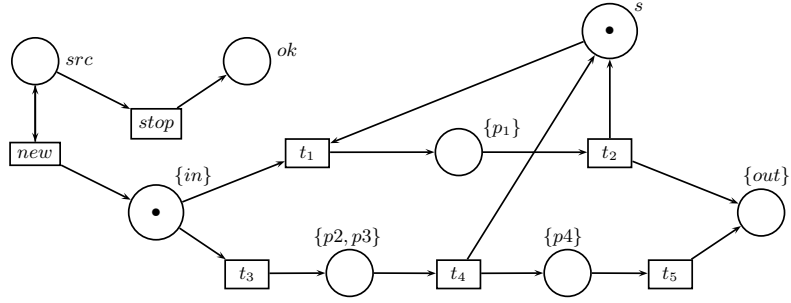 s
src
ok
stop
{p₁}
new
t₁
t₂
{in}
{out}
{p2, p3}
{p4}
t₃
t₄
t₅